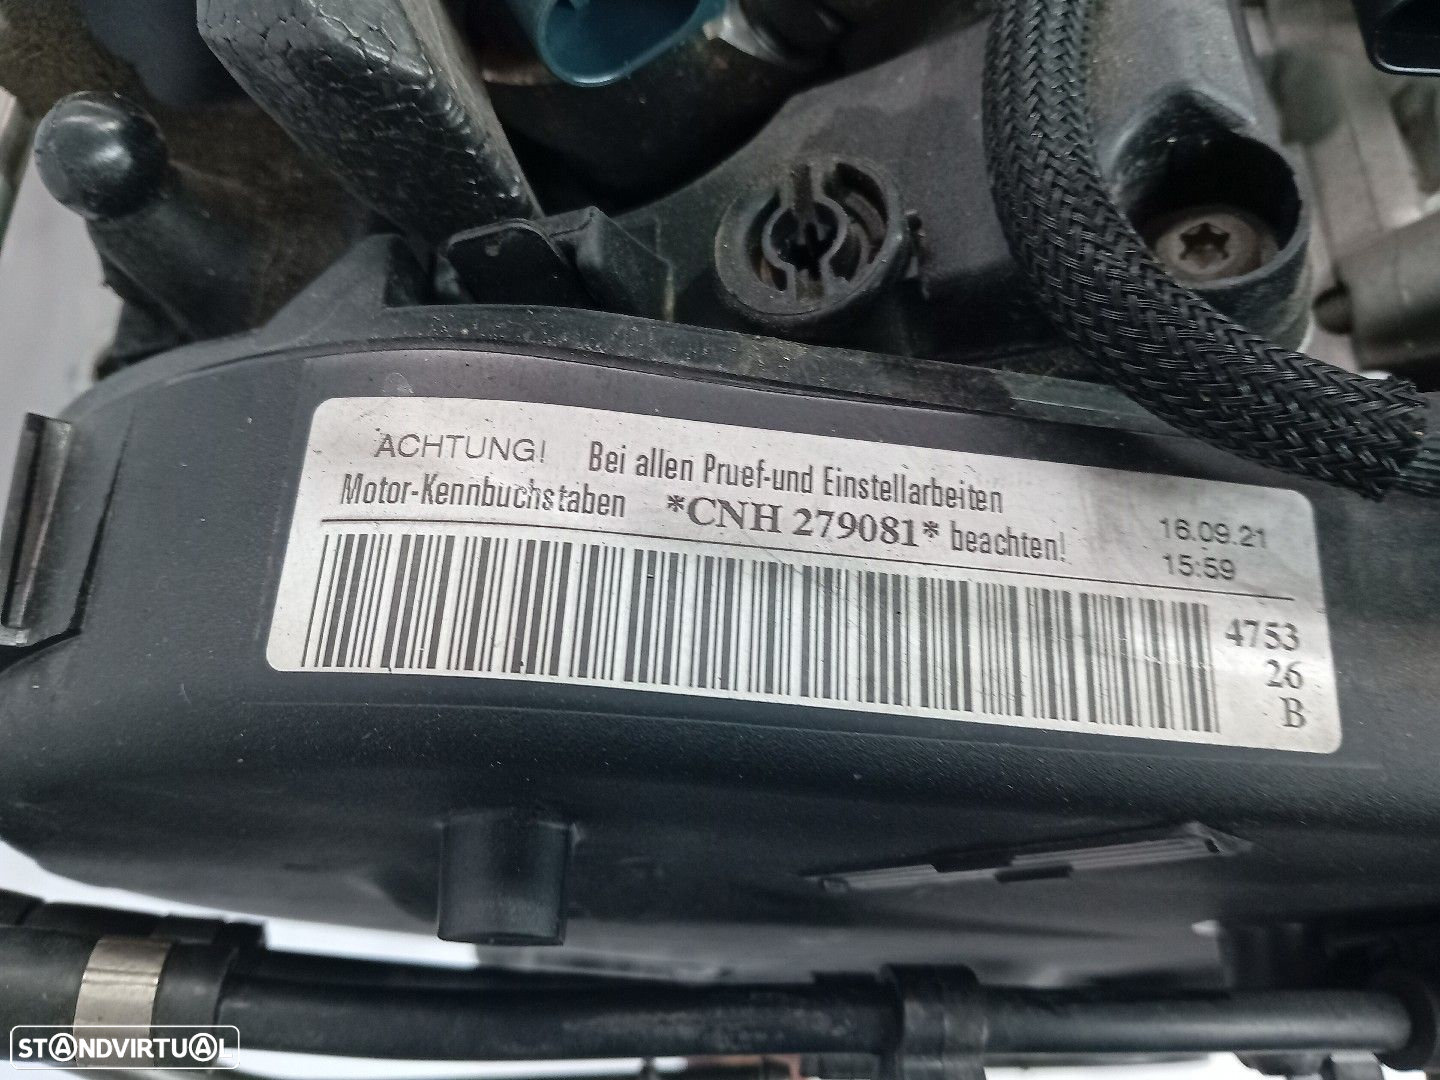 ACHTUNG! Bei allen Pruef-und Einstellarbeiten
Motor-Kennbuchstaben *CNH 279081* beachten!
16.09.21
15:59
4753
26
B
STANDVIRTUAL